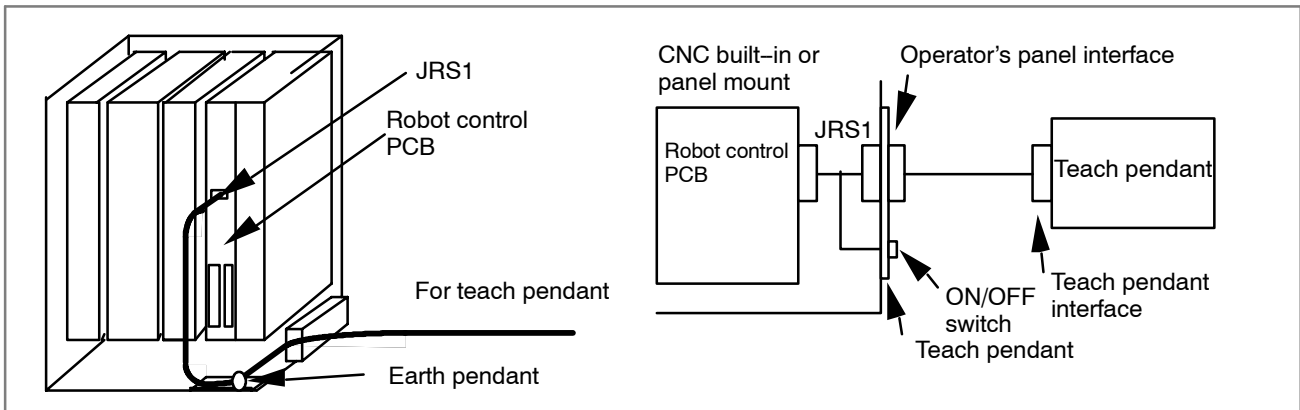 JRS1
Robot control
PCB
For teach pendant
Earth pendant
CNC built–in or
panel mount
Operator's panel interface
JRS1
Robot control
PCB
Teach pendant
ON/OFF
switch
Teach pendant
interface
Teach pendant